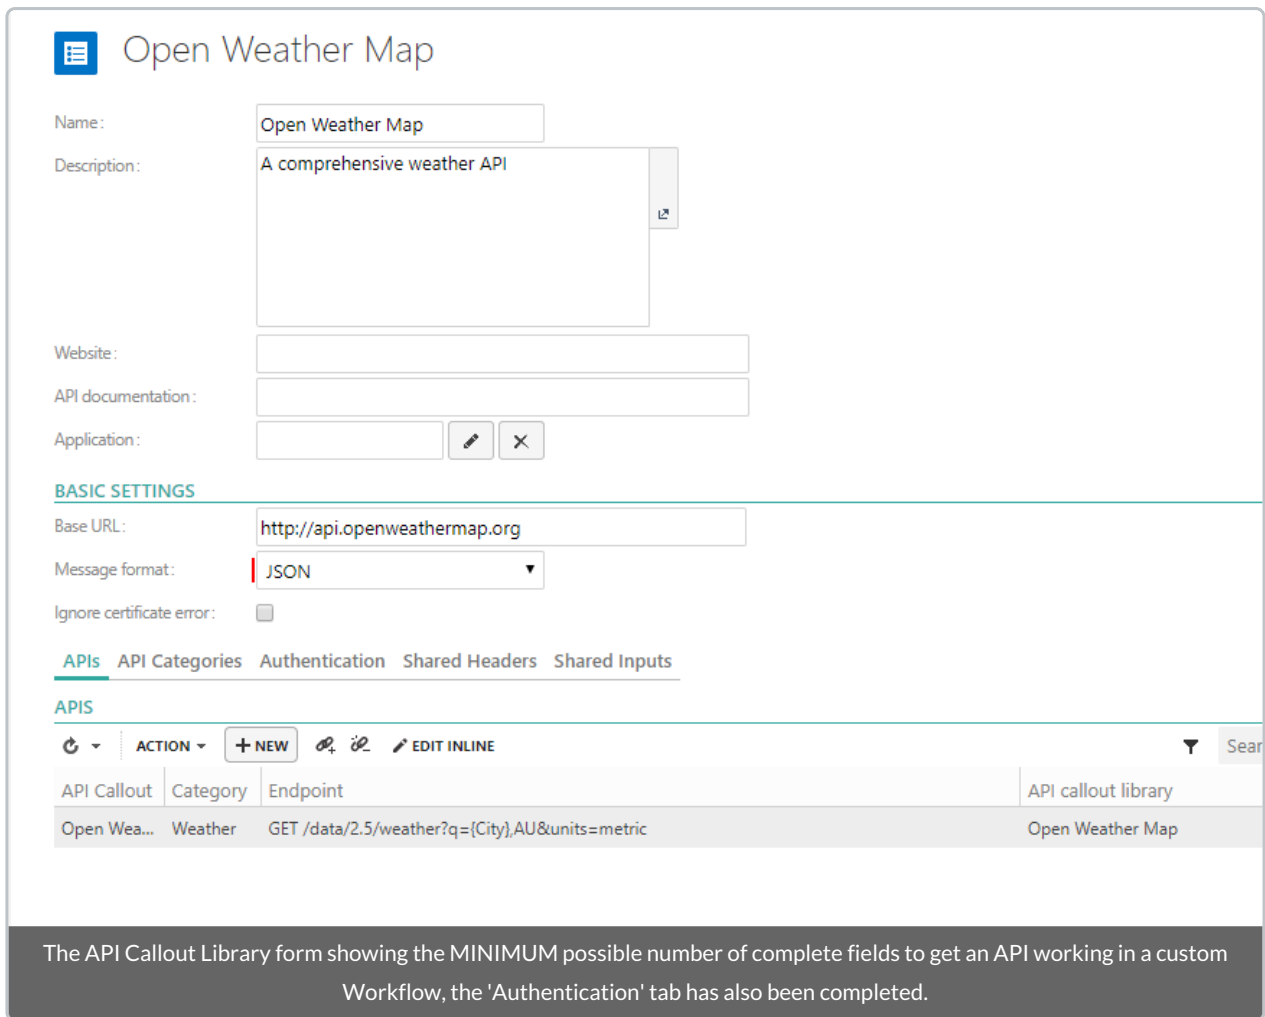 Open Weather Map
Name: Open Weather Map
Description: A comprehensive weather API
Website:
API documentation:
Application:
BASIC SETTINGS
Base URL: http://api.openweathermap.org
Message format: JSON
Ignore certificate error:
APIs API Categories Authentication Shared Headers Shared Inputs
APIS
ACTION NEW EDIT INLINE Sear
API Callout Category Endpoint API callout library
Open Wea... Weather GET /data/2.5/weather?q={City},AU&units=metric Open Weather Map
The API Callout Library form showing the MINIMUM possible number of complete fields to get an API working in a custom
Workflow, the 'Authentication' tab has also been completed.